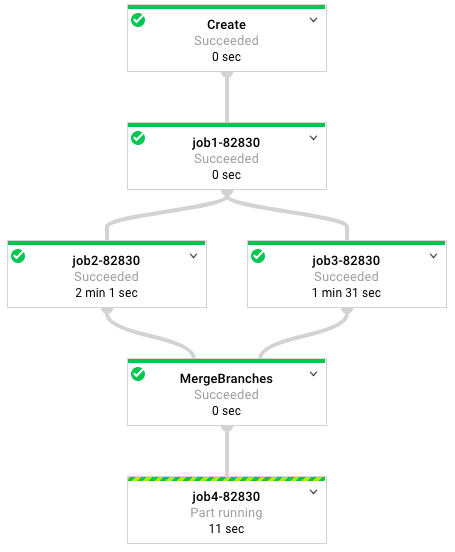 Create
Succeeded
0 sec
job1-82830
Succeeded
0 sec
job2-82830
Succeeded
2 min 1 sec
job3-82830
Succeeded
1 min 31 sec
MergeBranches
Succeeded
0 sec
job4-82830
Part running
11 sec